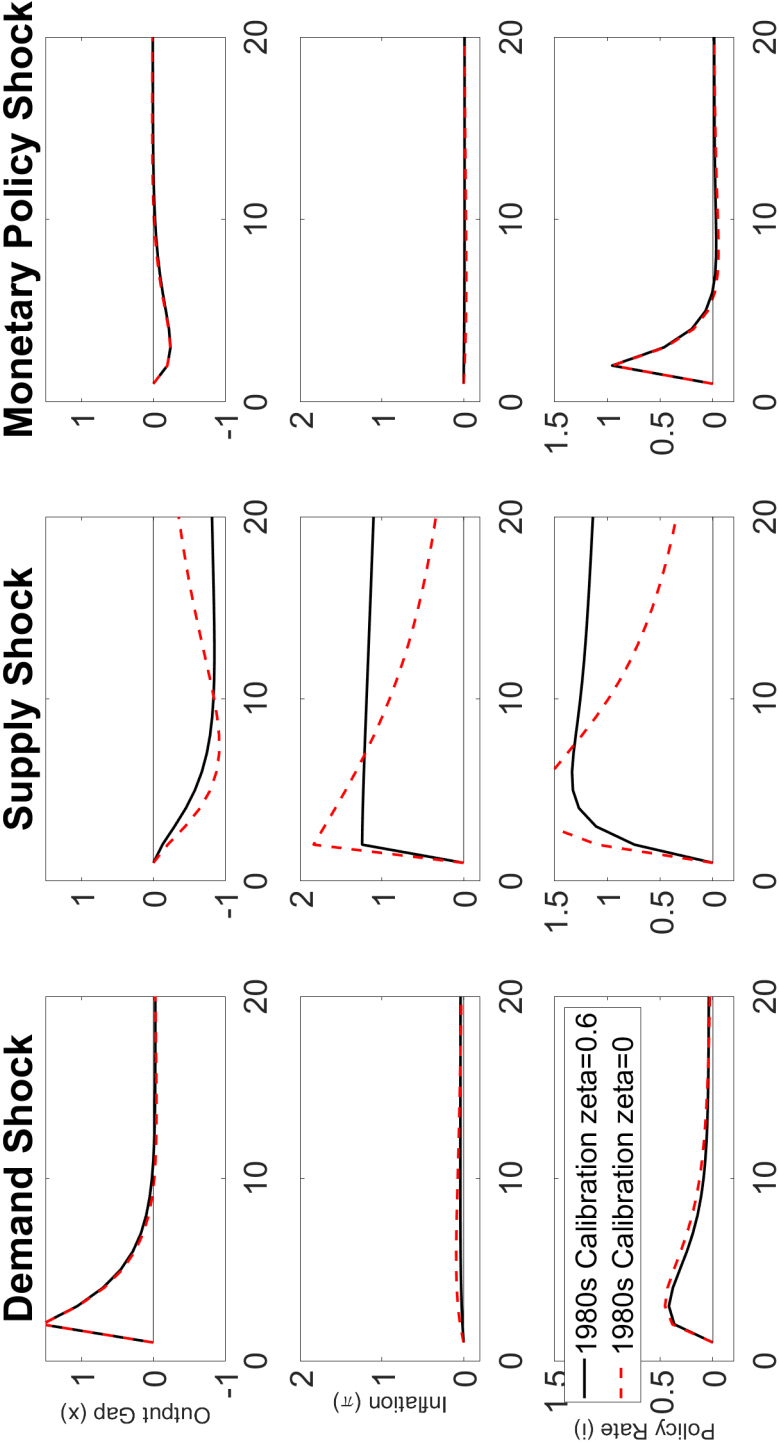 Demand Shock
Supply Shock
Monetary Policy Shock
Output Gap (x)
1
0
-1
0 10 20
1
0
-1
0 10 20
1
0
-1
0 10 20
Inflation (π)
2
1
0
0 10 20
2
1
0
0 10 20
2
1
0
0 10 20
Policy Rate (i)
1980s Calibration zeta=0.6
1980s Calibration zeta=0
0.5
0
0 10 20
1.5
1
0.5
0
0 10 20
1.5
1
0.5
0
0 10 20